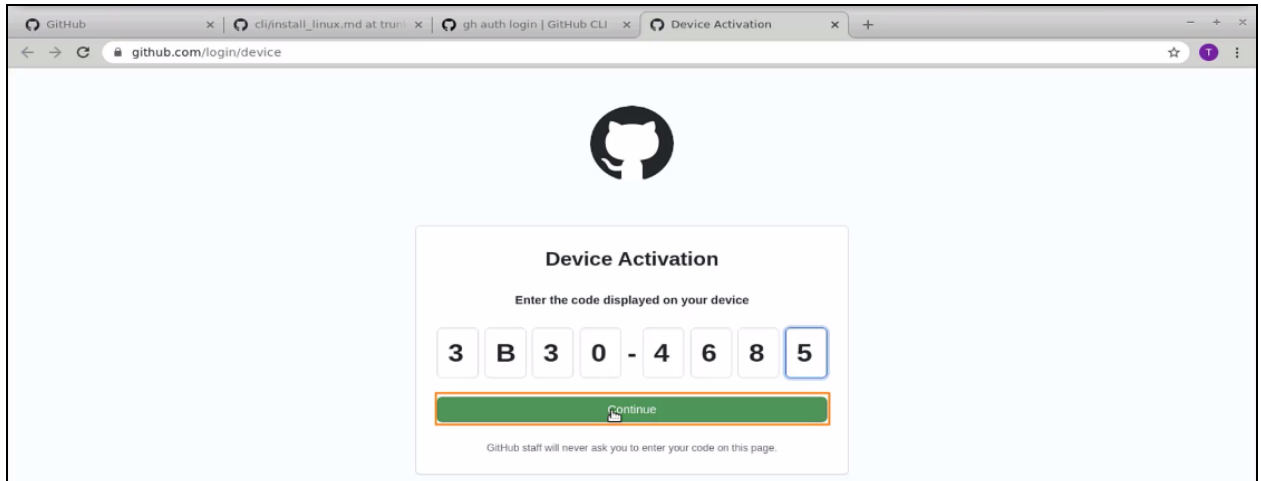 GitHub
cli/install_linux.md at trun
gh auth login | GitHub CLI
Device Activation
github.com/login/device
T
Device Activation
Enter the code displayed on your device
3 B 3 0 - 4 6 8 5
Continue
GitHub staff will never ask you to enter your code on this page.